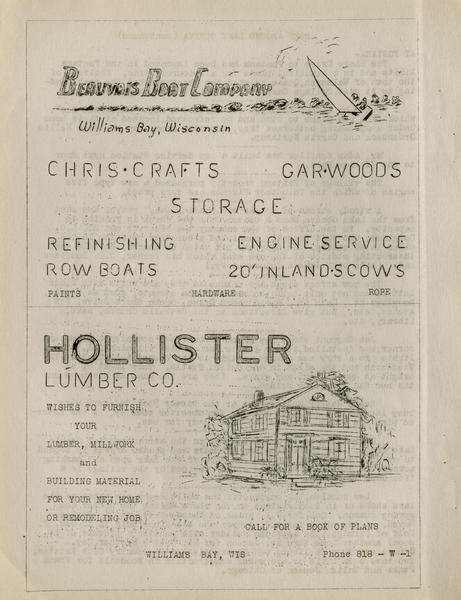 Beauvais Boat Company
Williams Bay, Wisconsin
CHRIS·CRAFTS GAR·WOODS
STORAGE
REFINISHING ENGINE SERVICE
ROW BOATS 20' INLAND·SCOWS
PAINTS HARDWARE ROPE
HOLLISTER
LUMBER CO.
WISHES TO FURNISH
YOUR
LUMBER, MILLWORK
and
BUILDING MATERIAL
FOR YOUR NEW HOME
OR REMODELING JOB
CALL FOR A BOOK OF PLANS
WILLIAMS BAY, WIS Phone 818 - W -1